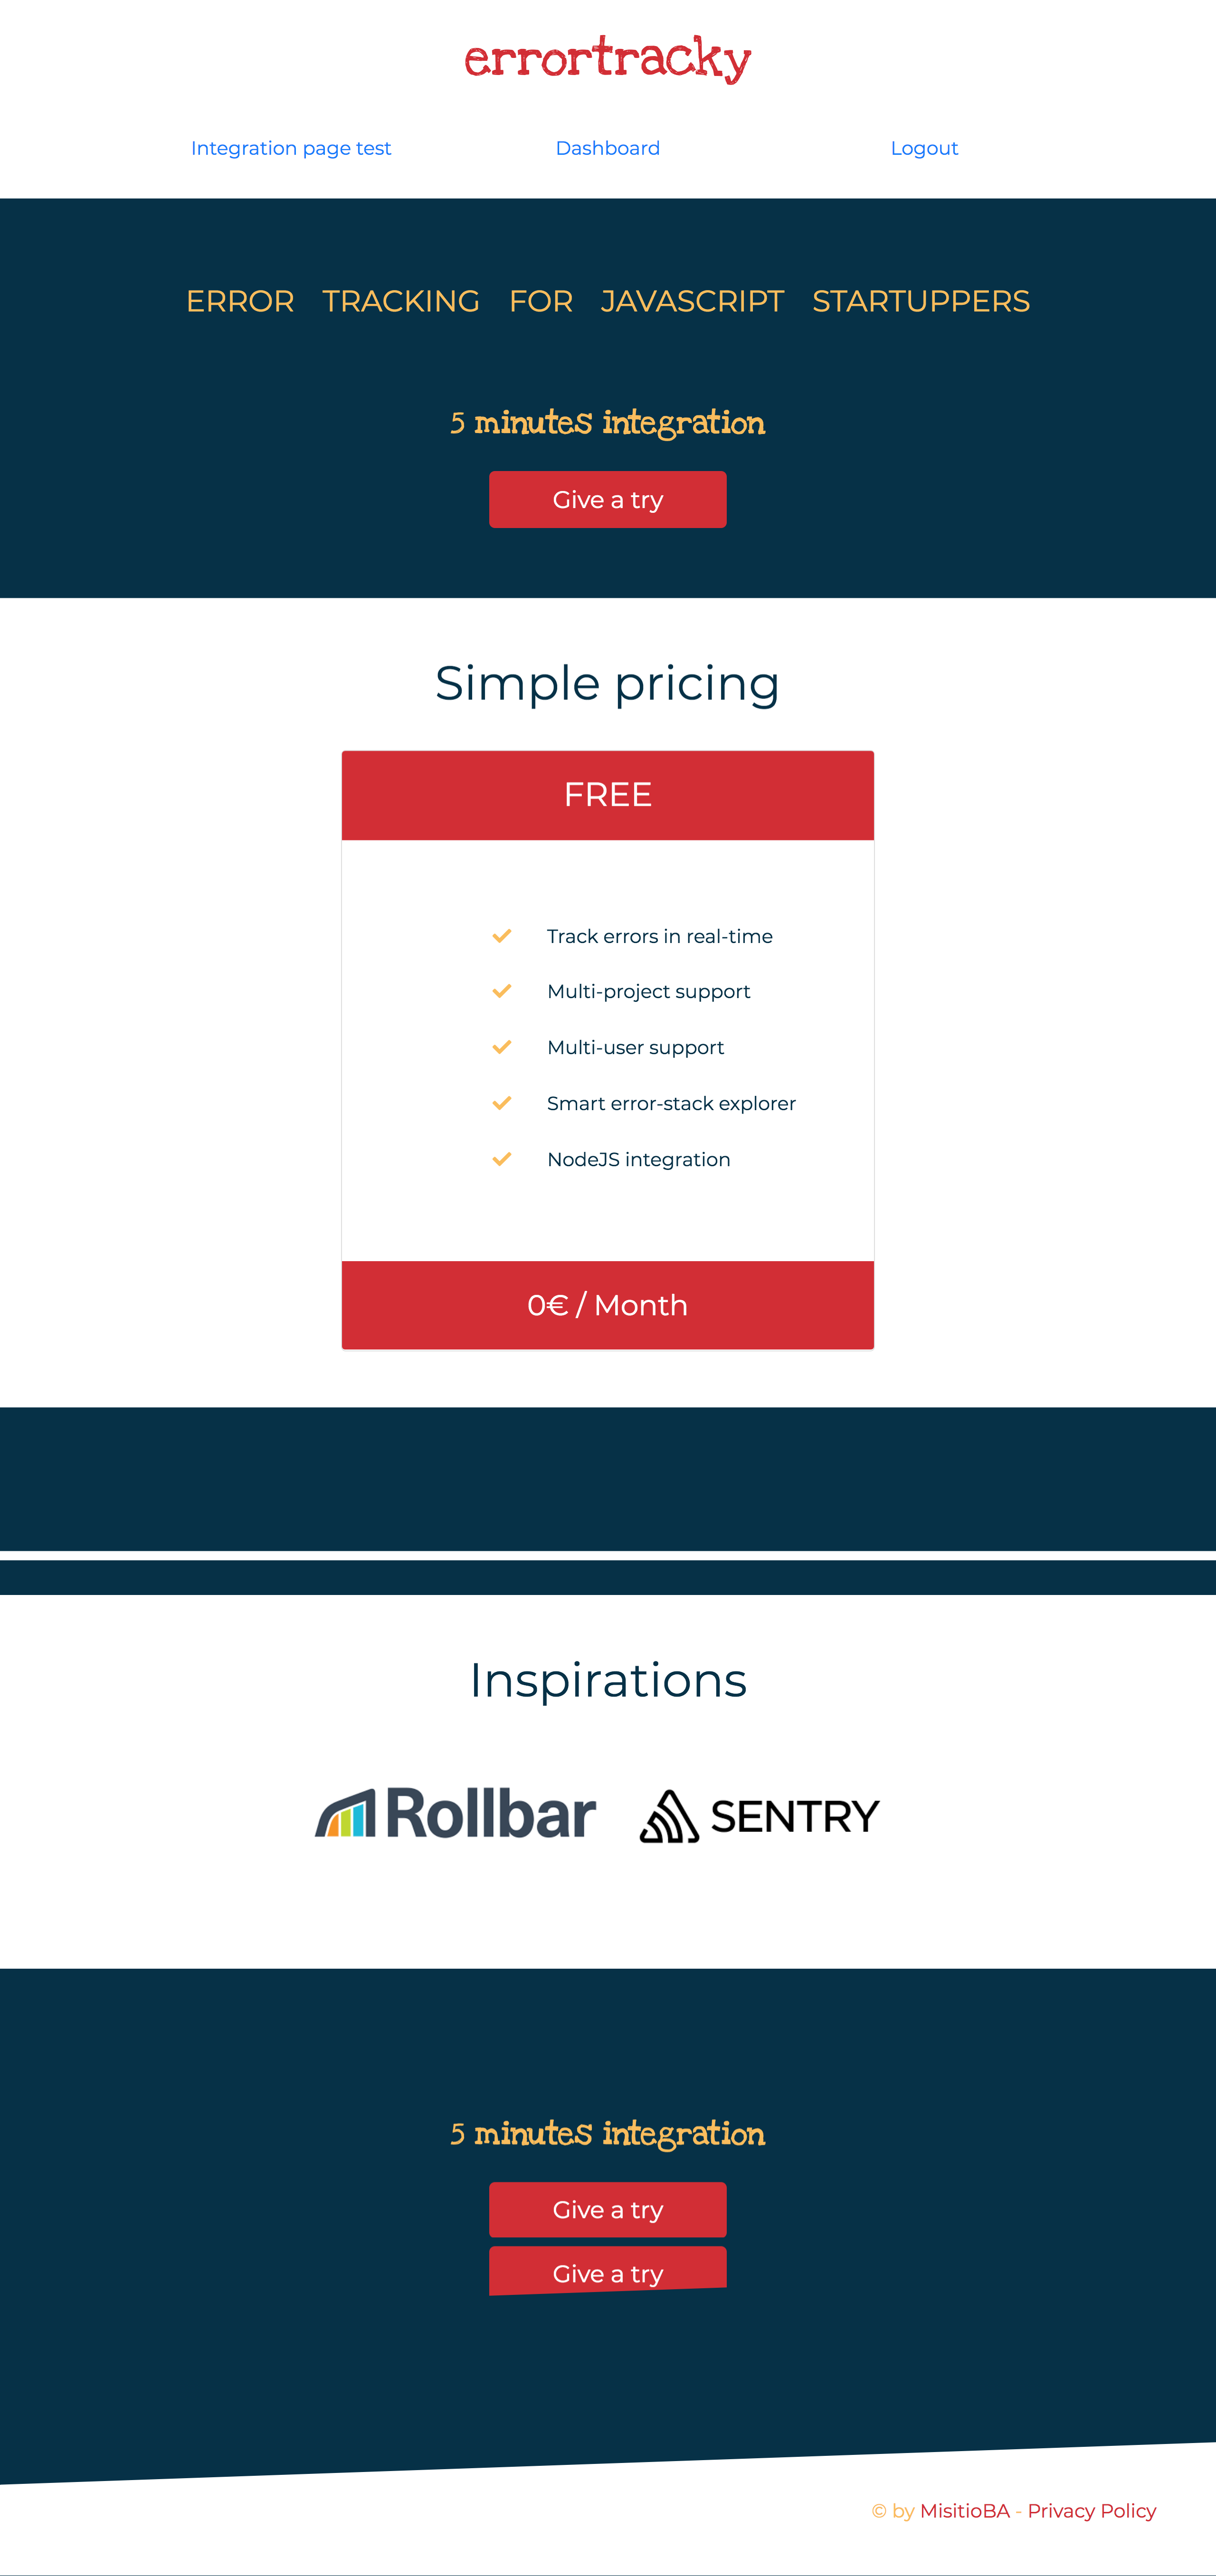 errortracky
Integration page test Dashboard Logout
ERROR TRACKING FOR JAVASCRIPT STARTUPPERS
5 minutes integration
Give a try
Simple pricing
FREE
Track errors in real-time
Multi-project support
Multi-user support
Smart error-stack explorer
NodeJS integration
0€ / Month
Inspirations
Rollbar SENTRY
5 minutes integration
Give a try
Give a try
© by MisitioBA - Privacy Policy